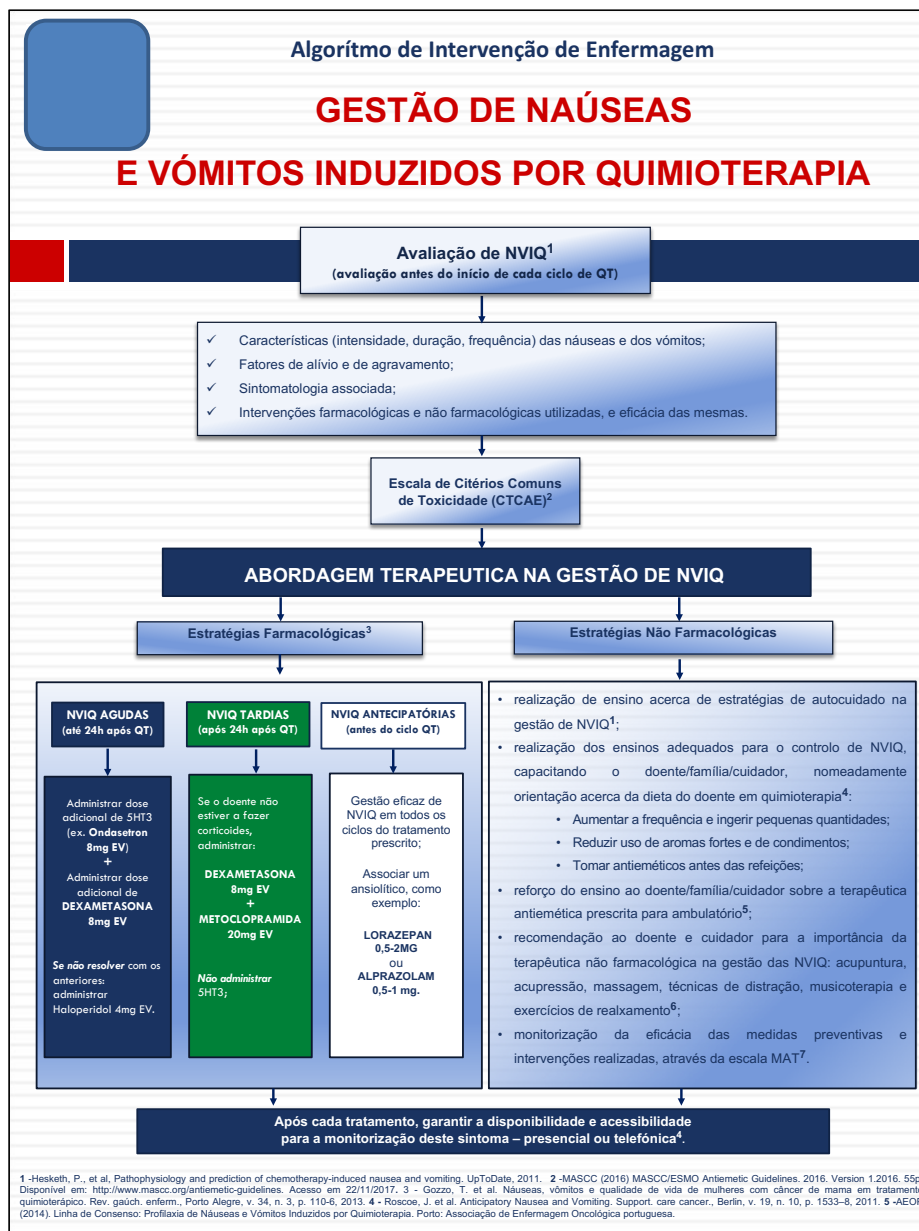 Algorítmo de Intervenção de Enfermagem
GESTÃO DE NAÚSEAS
E VÓMITOS INDUZIDOS POR QUIMIOTERAPIA
Avaliação de NVIQ1
(avaliação antes do início de cada ciclo de QT)
✓ Características (intensidade, duração, frequência) das náuseas e dos vómitos;
✓ Fatores de alívio e de agravamento;
✓ Sintomatologia associada;
✓ Intervenções farmacológicas e não farmacológicas utilizadas, e eficácia das mesmas.
Escala de Citérios Comuns
de Toxicidade (CTCAE)2
ABORDAGEM TERAPEUTICA NA GESTÃO DE NVIQ
Estratégias Farmacológicas3
NVIQ AGUDAS
(até 24h após QT)
Administrar dose
adicional de 5HT3
(ex. Ondasetron
8mg EV)
+
Administrar dose
adicional de
DEXAMETASONA
8mg EV
Se não resolver com os
anteriores:
administrar
Haloperidol 4mg EV.
NVIQ TARDIAS
(após 24h após QT)
Se o doente não
estiver a fazer
corticoides,
administrar:
DEXAMETASONA
8mg EV
+
METOCLOPRAMIDA
20mg EV
Não administrar
5HT3;
NVIQ ANTECIPATÓRIAS
(antes do ciclo QT)
Gestão eficaz de
NVIQ em todos os
ciclos do tratamento
prescrito;
Associar um
ansiolítico, como
exemplo:
LORAZEPAN
0,5-2MG
ou
ALPRAZOLAM
0,5-1 mg.
Estratégias Não Farmacológicas
• realização de ensino acerca de estratégias de autocuidado na
gestão de NVIQ1;
• realização dos ensinos adequados para o controlo de NVIQ,
capacitando o doente/família/cuidador, nomeadamente
orientação acerca da dieta do doente em quimioterapia4:
• Aumentar a frequência e ingerir pequenas quantidades;
• Reduzir uso de aromas fortes e de condimentos;
• Tomar antieméticos antes das refeições;
• reforço do ensino ao doente/família/cuidador sobre a terapêutica
antiemética prescrita para ambulatório5;
• recomendação ao doente e cuidador para a importância da
terapêutica não farmacológica na gestão das NVIQ: acupuntura,
acupressão, massagem, técnicas de distração, musicoterapia e
exercícios de realxamento6;
• monitorização da eficácia das medidas preventivas e
intervenções realizadas, através da escala MAT7.
Após cada tratamento, garantir a disponibilidade e acessibilidade
para a monitorização deste sintoma – presencial ou telefónica4.
1 -Hesketh, P., et al, Pathophysiology and prediction of chemotherapy-induced nausea and vomiting. UpToDate, 2011. 2 -MASCC (2016) MASCC/ESMO Antiemetic Guidelines. 2016. Version 1.2016. 55p
Disponível em: http://www.mascc.org/antiemetic-guidelines. Acesso em 22/11/2017. 3 - Gozzo, T. et al. Náuseas, vômitos e qualidade de vida de mulheres com câncer de mama em tratament
quimioterápico. Rev. gaúch. enferm., Porto Alegre, v. 34, n. 3, p. 110-6, 2013. 4 - Roscoe, J. et al. Anticipatory Nausea and Vomiting. Support. care cancer., Berlin, v. 19, n. 10, p. 1533–8, 2011. 5 -AEOP
(2014). Linha de Consenso: Profilaxia de Náuseas e Vómitos Induzidos por Quimioterapia. Porto: Associação de Enfermagem Oncológica portuguesa.